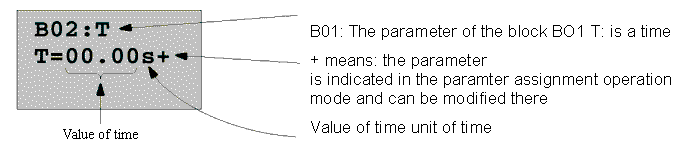 B02:T
T=00.00s+
Value of time
B01: The parameter of the block BO1 T: is a time
+ means: the parameter
is indicated in the paramter assignment operation
mode and can be modified there
Value of time unit of time